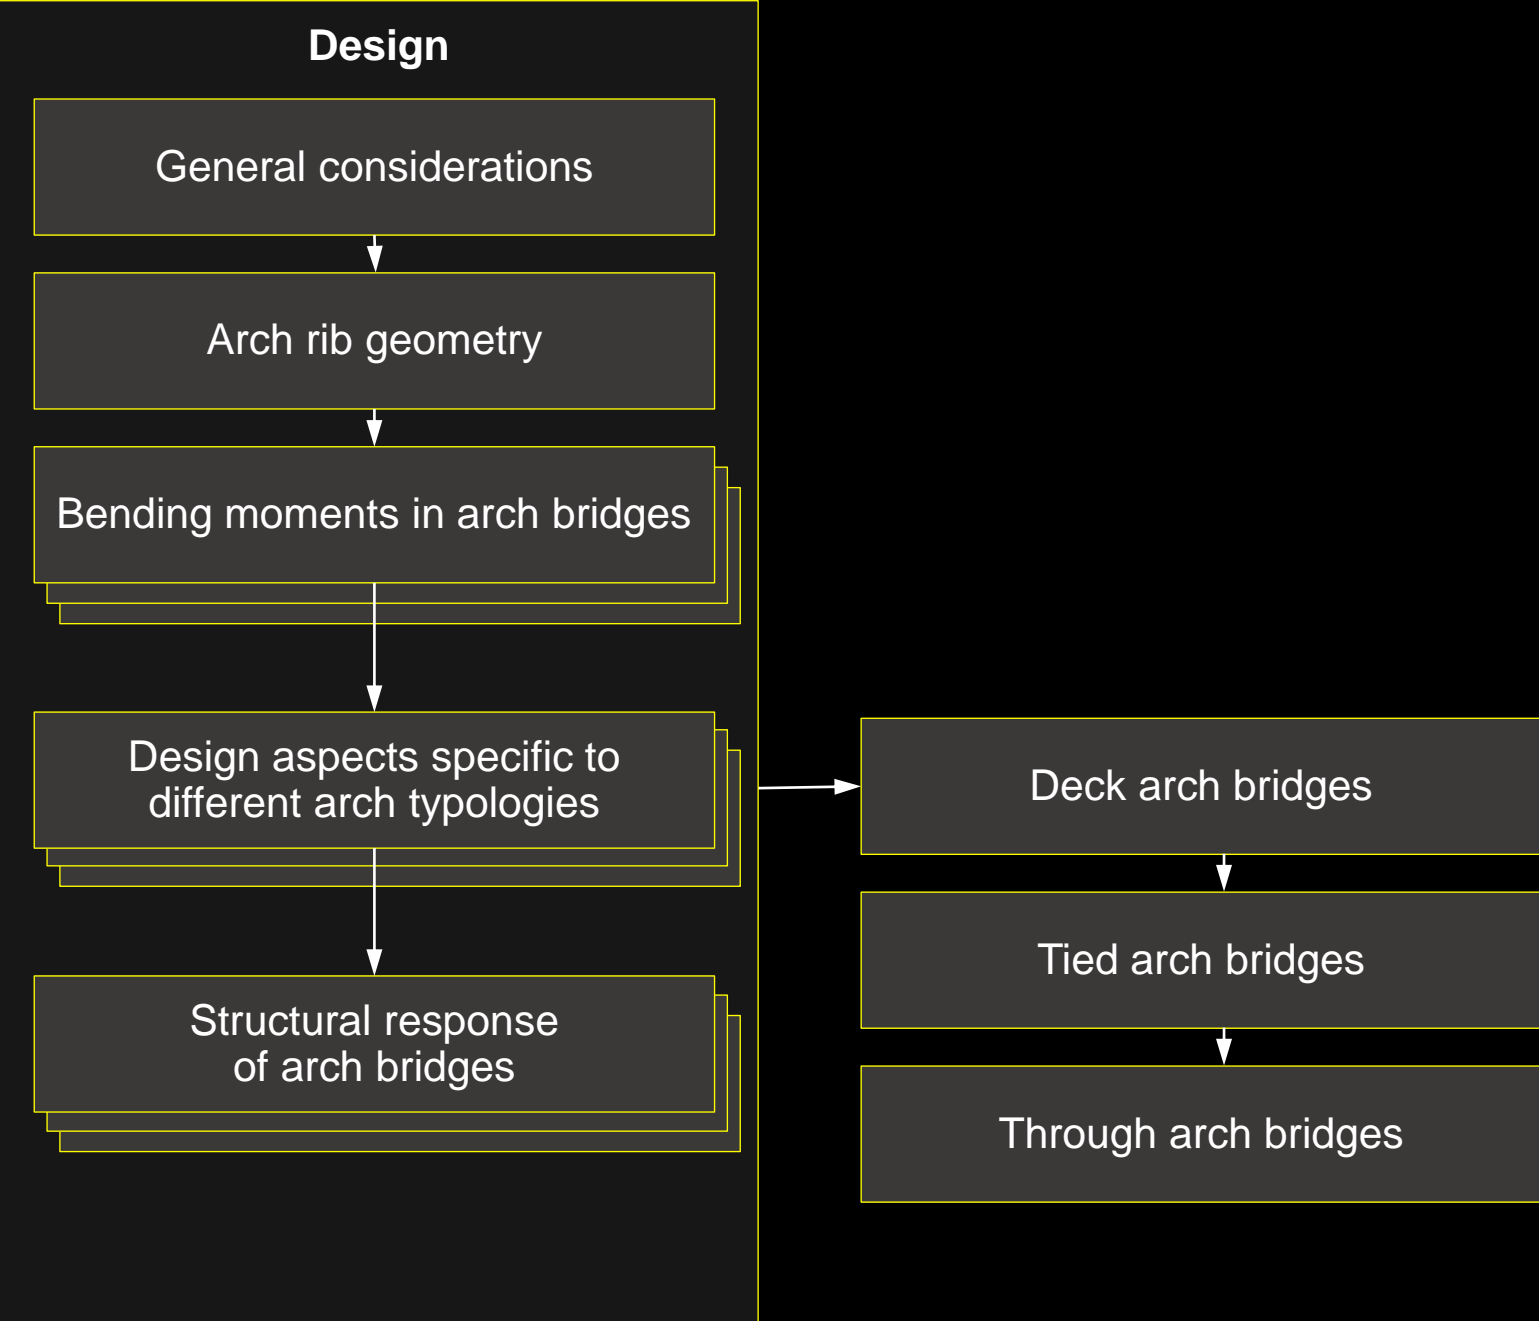 Design
General considerations
Arch rib geometry
Bending moments in arch bridges
Design aspects specific to
different arch typologies
Structural response
of arch bridges
Deck arch bridges
Tied arch bridges
Through arch bridges